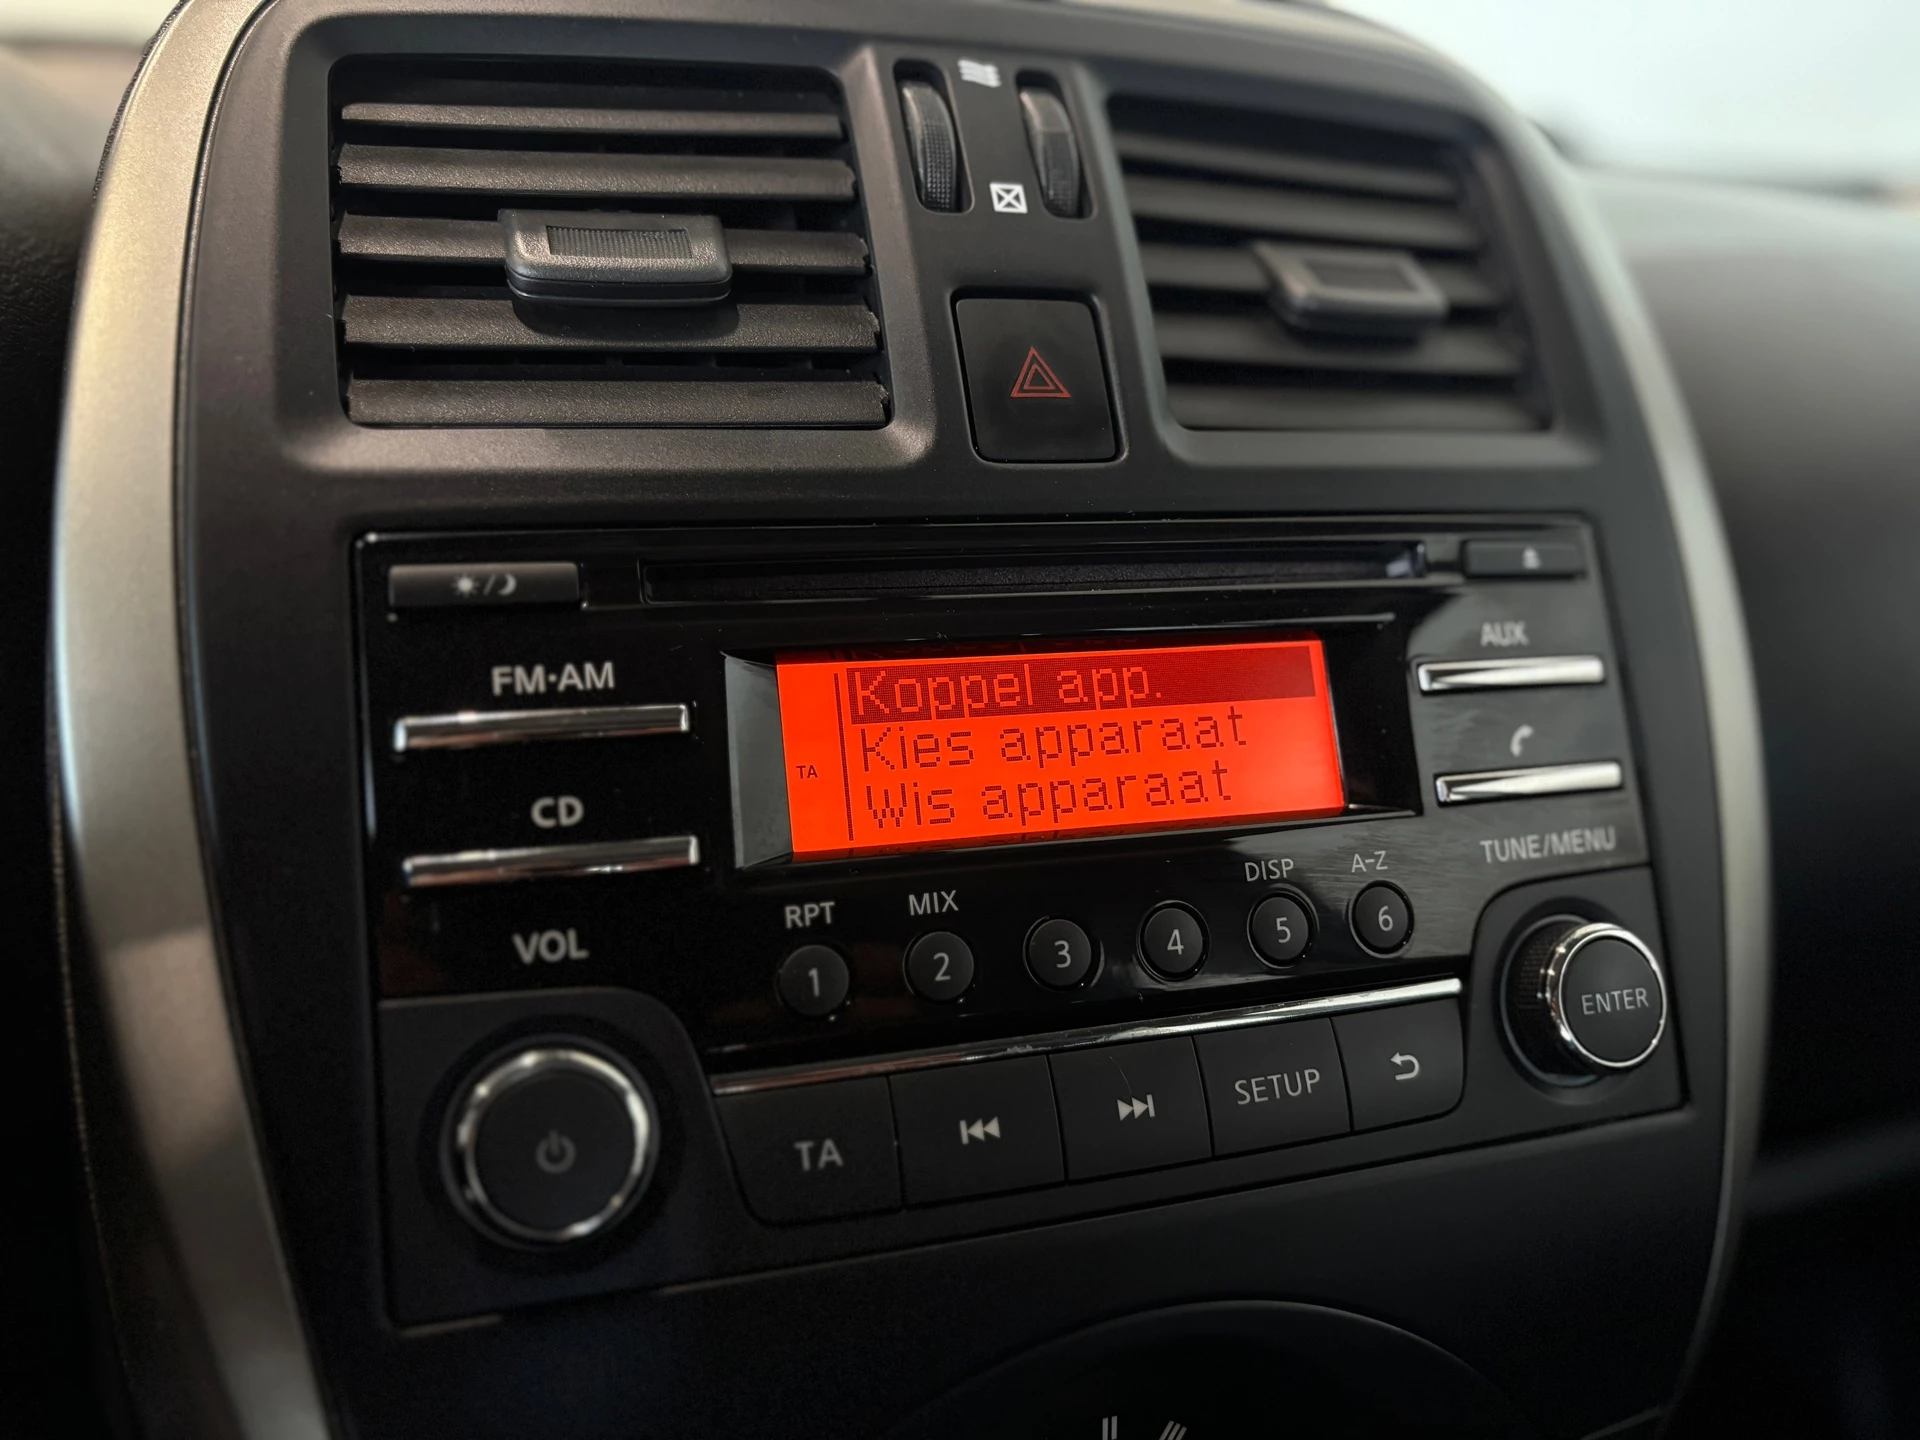 FM·AM
CD
VOL
TA
Koppel app.
Kies apparaat
Wis apparaat
AUX
TUNE/MENU
RPT
MIX
DISP
A-Z
1
2
3
4
5
6
ENTER
TA
SETUP